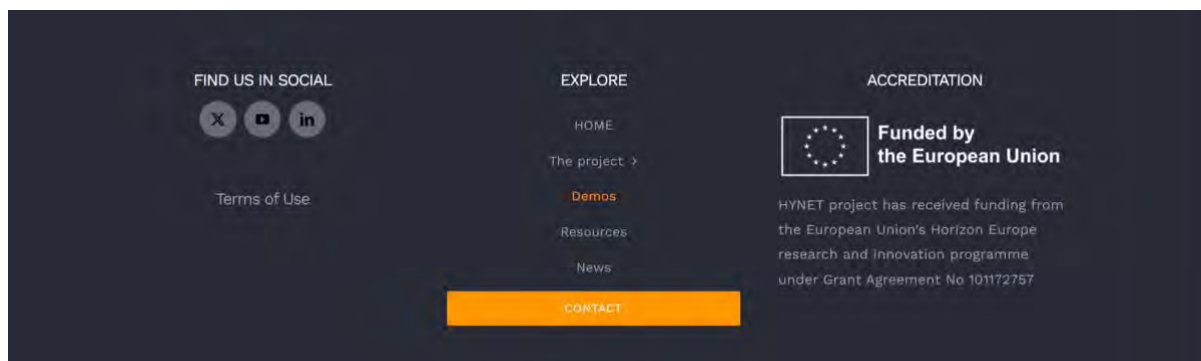 FIND US IN SOCIAL
X
in
Terms of Use
EXPLORE
HOME
The project >
Demos
Resources
News
CONTACT
ACCREDITATION
Funded by
the European Union
HYNET project has received funding from
the European Union's Horizon Europe
research and innovation programme
under Grant Agreement No 101172757